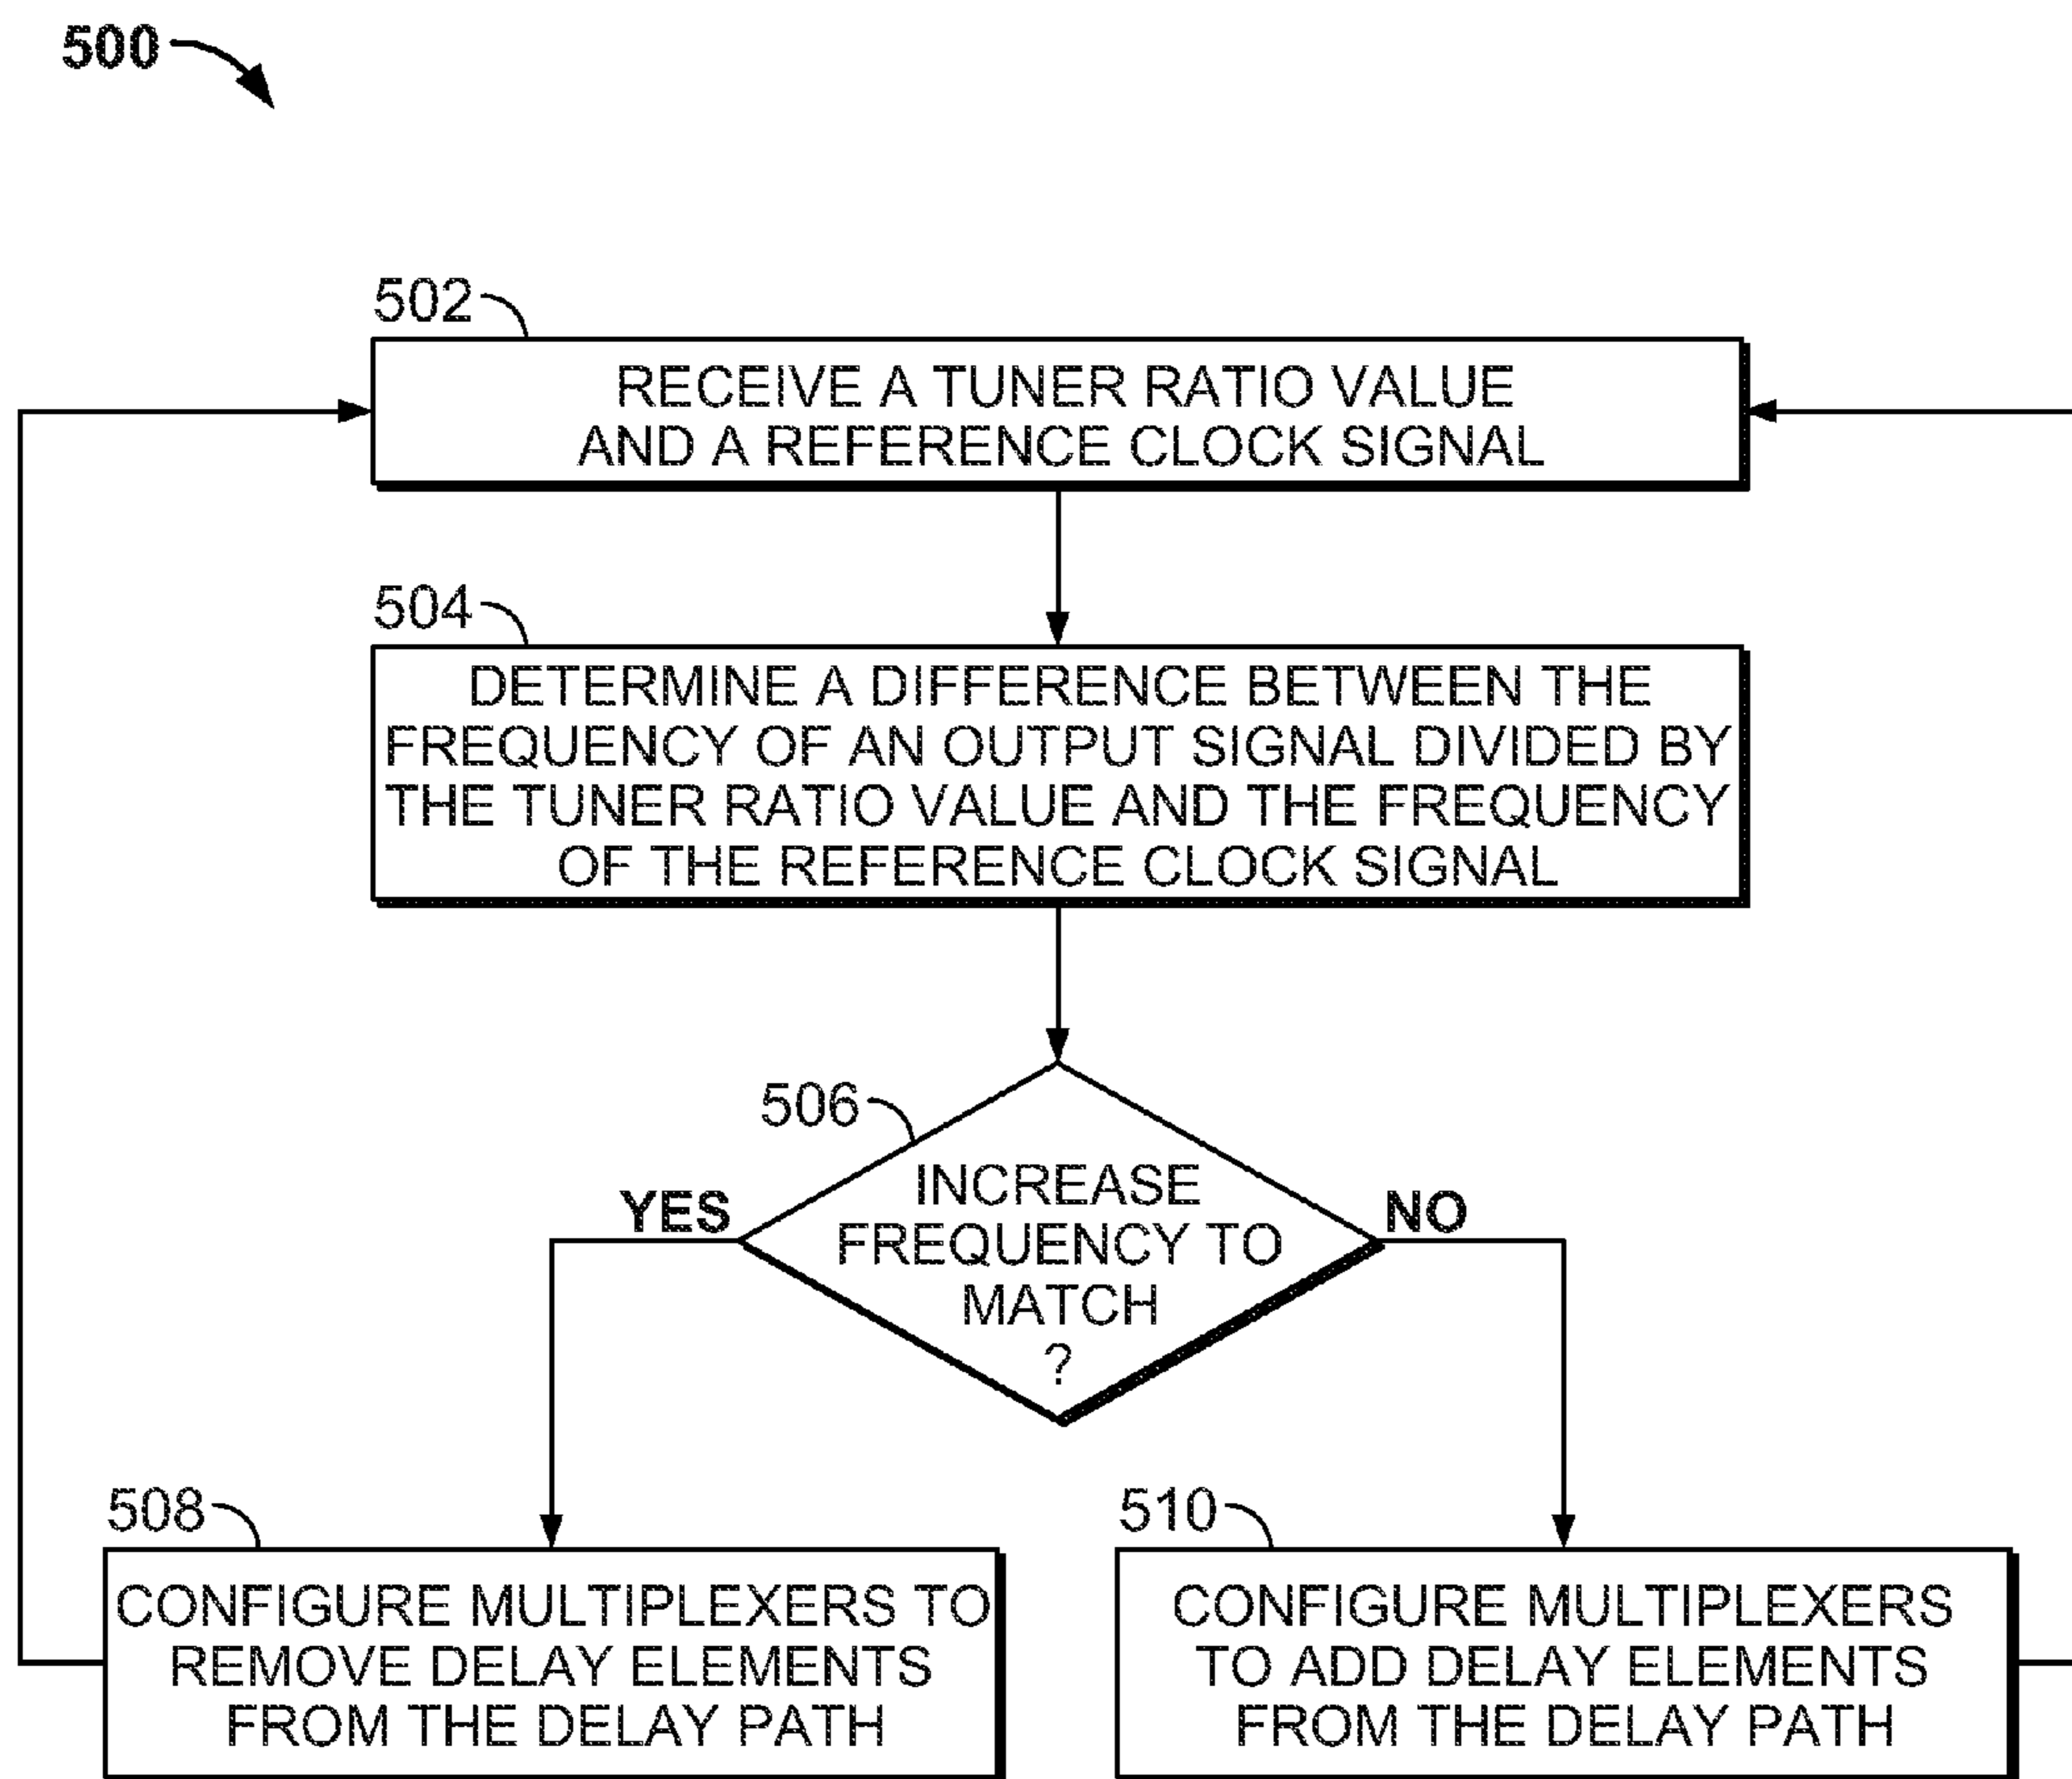 500
502
RECEIVE A TUNER RATIO VALUE
AND A REFERENCE CLOCK SIGNAL
504
DETERMINE A DIFFERENCE BETWEEN THE
FREQUENCY OF AN OUTPUT SIGNAL DIVIDED BY
THE TUNER RATIO VALUE AND THE FREQUENCY
OF THE REFERENCE CLOCK SIGNAL
506
INCREASE
FREQUENCY TO
MATCH
?
YES
NO
508
CONFIGURE MULTIPLEXERS TO
REMOVE DELAY ELEMENTS
FROM THE DELAY PATH
510
CONFIGURE MULTIPLEXERS
TO ADD DELAY ELEMENTS
FROM THE DELAY PATH